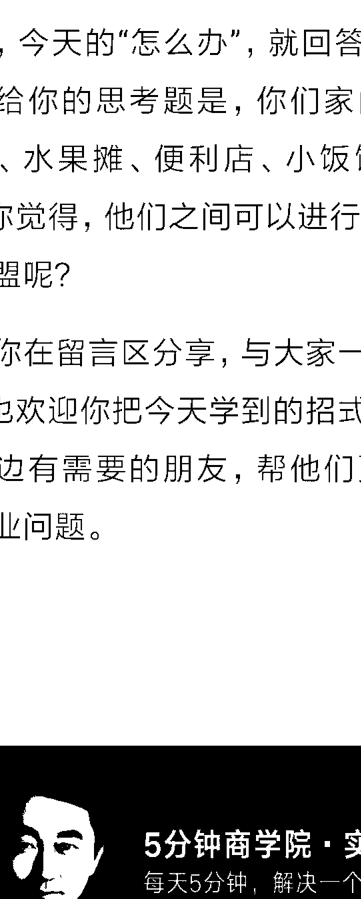 ，今天的“怎么办”，就回答
给你的思考题是，你们家
、水果摊、便利店、小饭馆
你觉得，他们之间可以进行
盟呢？
你在留言区分享，与大家一
也欢迎你把今天学到的招式
边有需要的朋友，帮他们
业问题。
5分钟商学院·实
每天5分钟，解决一个